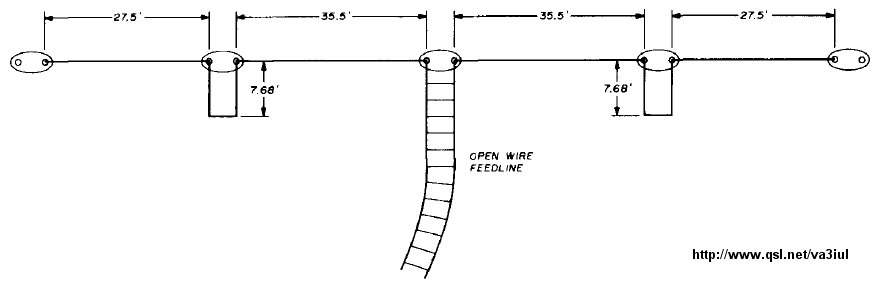 27.5' 35.5' 35.5' 27.5'
7.68' 7.68'
OPEN WIRE
FEEDLINE
http://www.qsl.net/va3iul